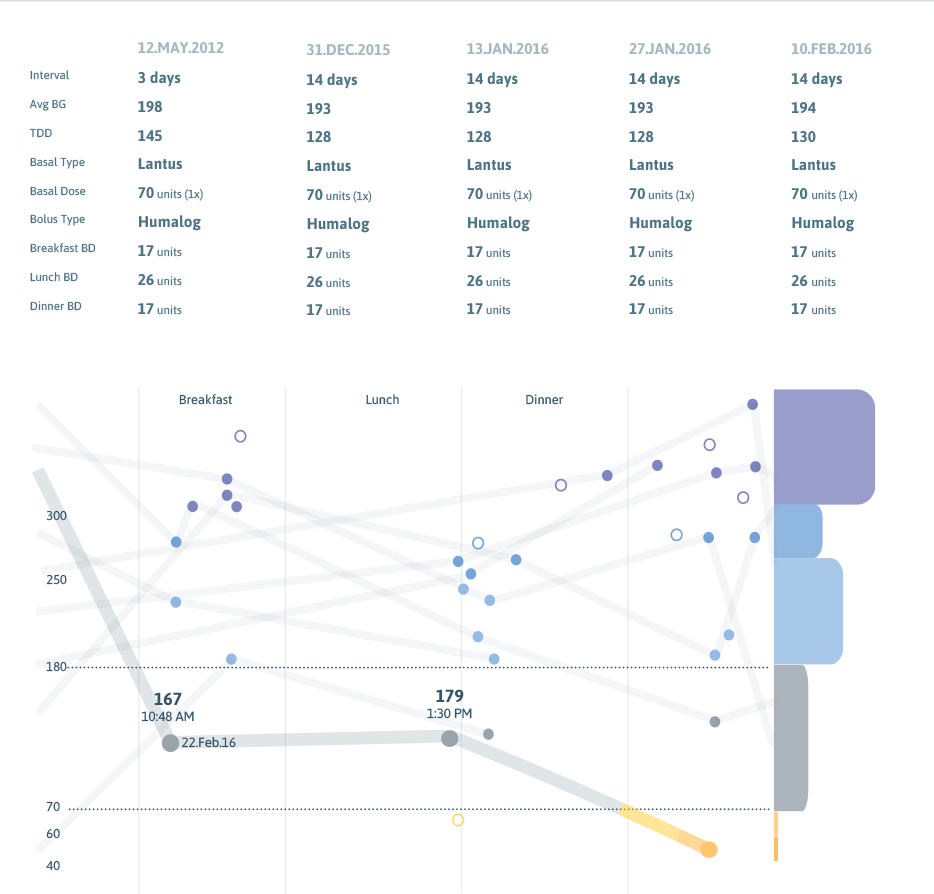 12.MAY.2012 31.DEC.2015 13.JAN.2016 27.JAN.2016 10.FEB.2016
Interval 3 days 14 days 14 days 14 days 14 days
Avg BG 198 193 193 193 194
TDD 145 128 128 128 130
Basal Type Lantus Lantus Lantus Lantus Lantus
Basal Dose 70 units (1x) 70 units (1x) 70 units (1x) 70 units (1x) 70 units (1x)
Bolus Type Humalog Humalog Humalog Humalog Humalog
Breakfast BD 17 units 17 units 17 units 17 units 17 units
Lunch BD 26 units 26 units 26 units 26 units 26 units
Dinner BD 17 units 17 units 17 units 17 units 17 units
Breakfast Lunch Dinner
300
250
180
167 179
10:48 AM 1:30 PM
22.Feb.16
70
60
40